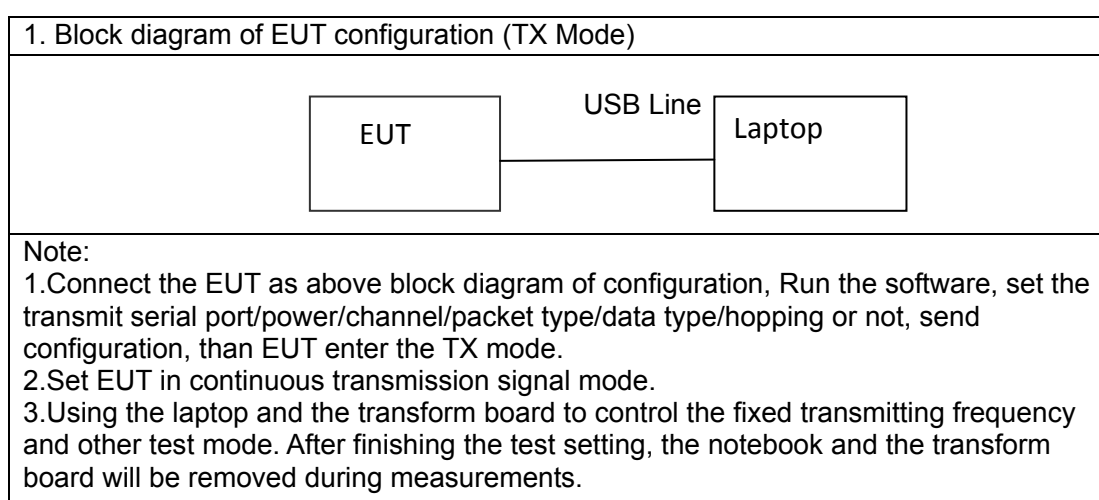 1. Block diagram of EUT configuration (TX Mode)
USB Line
EUT
Laptop
Note:
1.Connect the EUT as above block diagram of configuration, Run the software, set the
transmit serial port/power/channel/packet type/data type/hopping or not, send
configuration, than EUT enter the TX mode.
2.Set EUT in continuous transmission signal mode.
3.Using the laptop and the transform board to control the fixed transmitting frequency
and other test mode. After finishing the test setting, the notebook and the transform
board will be removed during measurements.